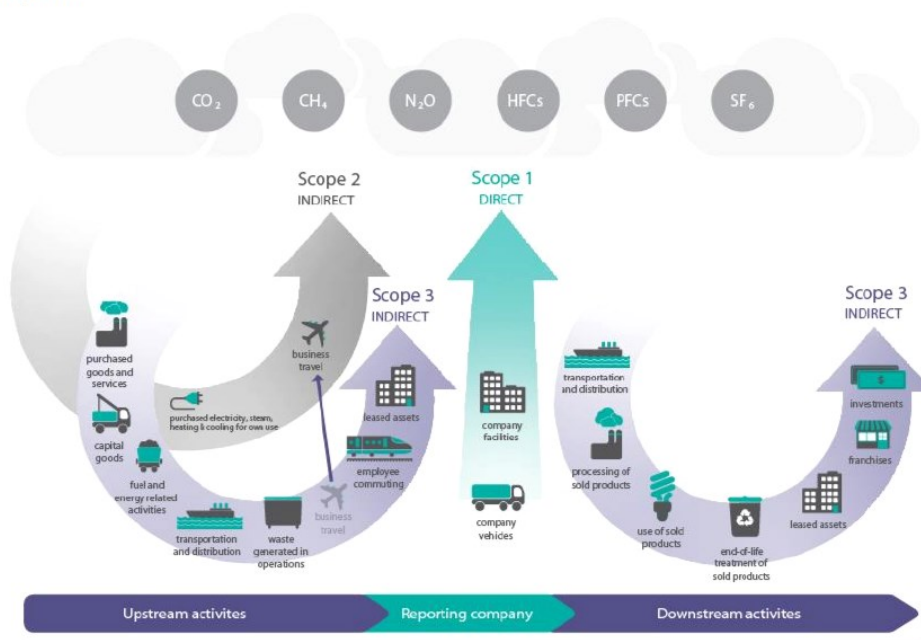 CO₂
CH₄
N₂O
HFCs
PFCs
SF₆
Scope 2
INDIRECT
Scope 1
DIRECT
Scope 3
INDIRECT
Scope 3
INDIRECT
purchased
goods and
services
capital
goods
fuel and
energy related
activities
transportation
and distribution
waste
generated in
operations
business
travel
employee
commuting
leased assets
purchased electricity, steam,
heating & cooling for own use
business
travel
company
facilities
company
vehicles
transportation
and distribution
processing of
sold products
use of sold
products
end-of-life
treatment of
sold products
leased assets
franchises
investments
Upstream activites
Reporting company
Downstream activites